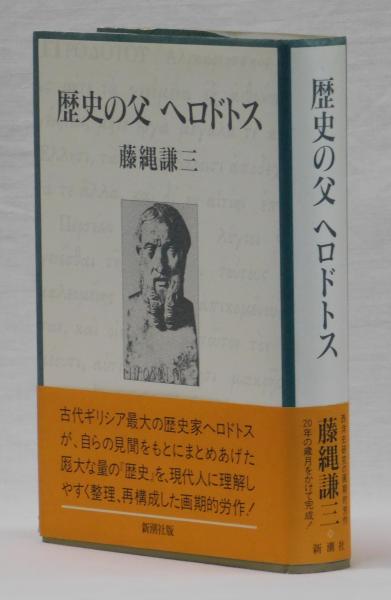 歴史の父 ヘロドトス
藤縄謙三
古代ギリシア最大の歴史家ヘロドトス
が、自らの見聞をもとにまとめあげた
厖大な量の『歴史』を、現代人に理解し
やすく整理、再構成した画期的労作!
新潮社版
歴史の父 ヘロドトス
藤縄謙三
20年の歳月をかけて完成!
新潮社